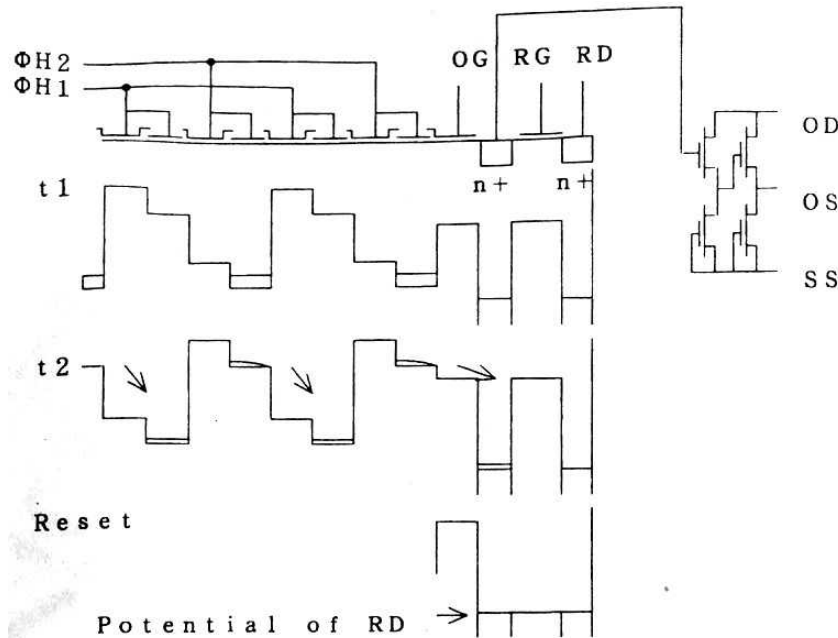 ΦH2
ΦH1
OG RG RD
OD
OS
SS
n+ n+
t1
t2
Reset
Potential of RD